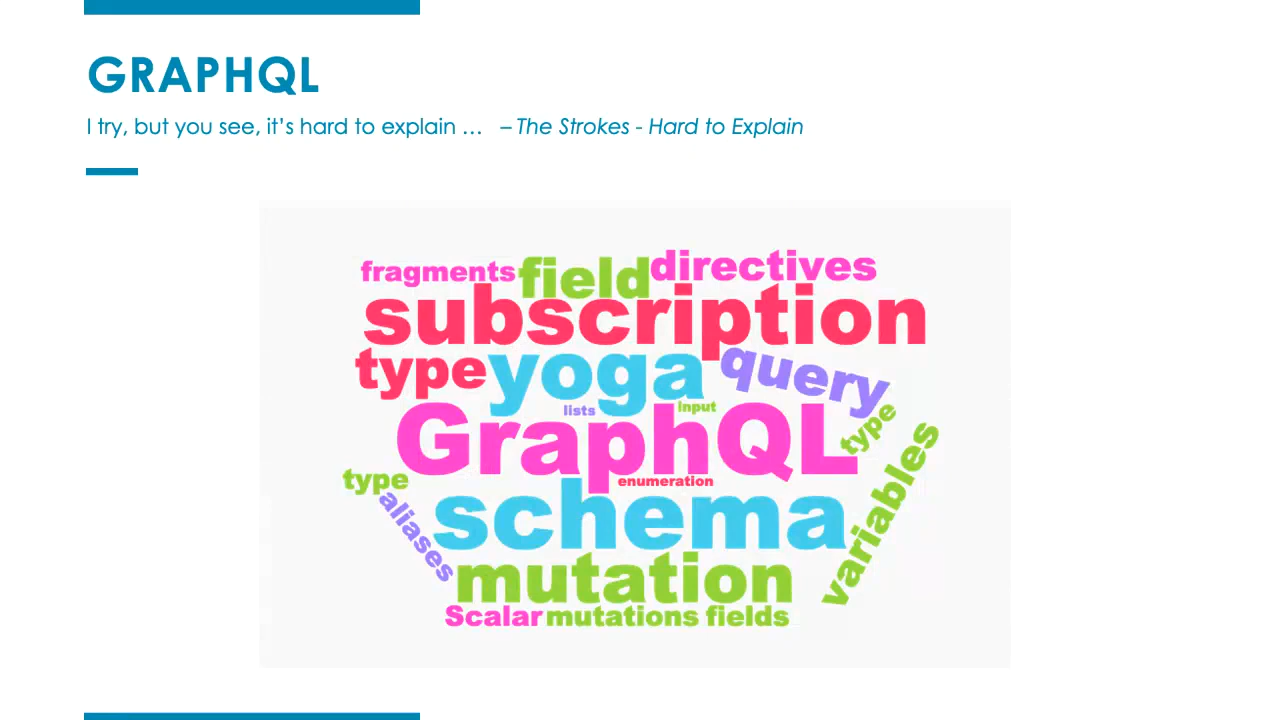 GRAPHQL
I try, but you see, it’s hard to explain … – The Strokes - Hard to Explain
fragments field directives
subscription
type yoga query
lists input
GraphQL type
enumeration
type
aliases schema variables
mutation
Scalar mutations fields